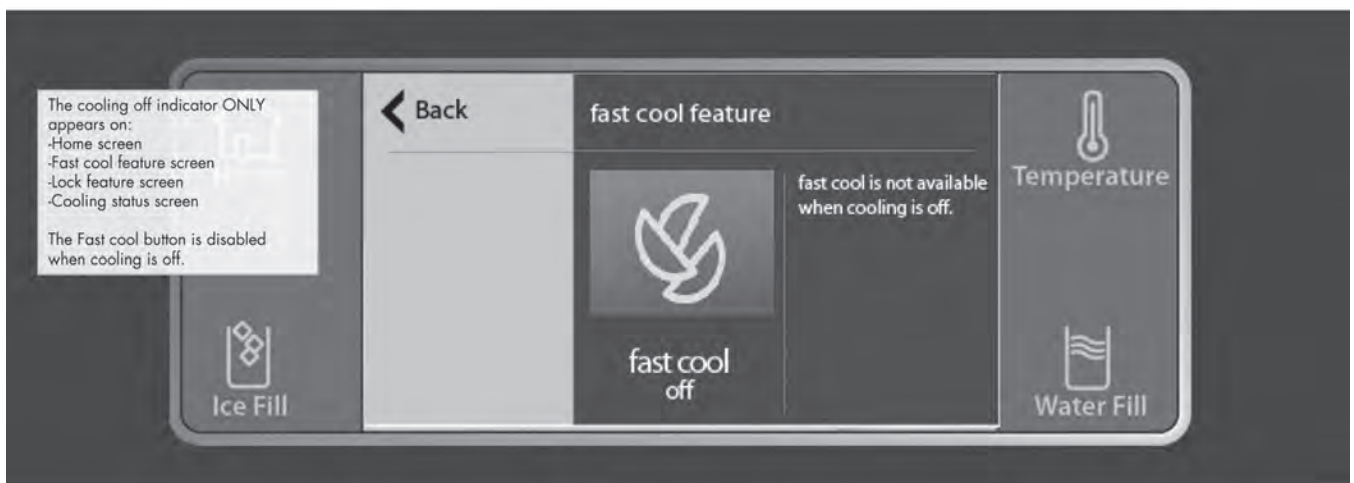 The cooling off indicator ONLY
appears on:
-Home screen
-Fast cool feature screen
-Lock feature screen
-Cooling status screen
The Fast cool button is disabled
when cooling is off.
Ice Fill
Back
fast cool feature
fast cool
off
fast cool is not available
when cooling is off.
Temperature
Water Fill